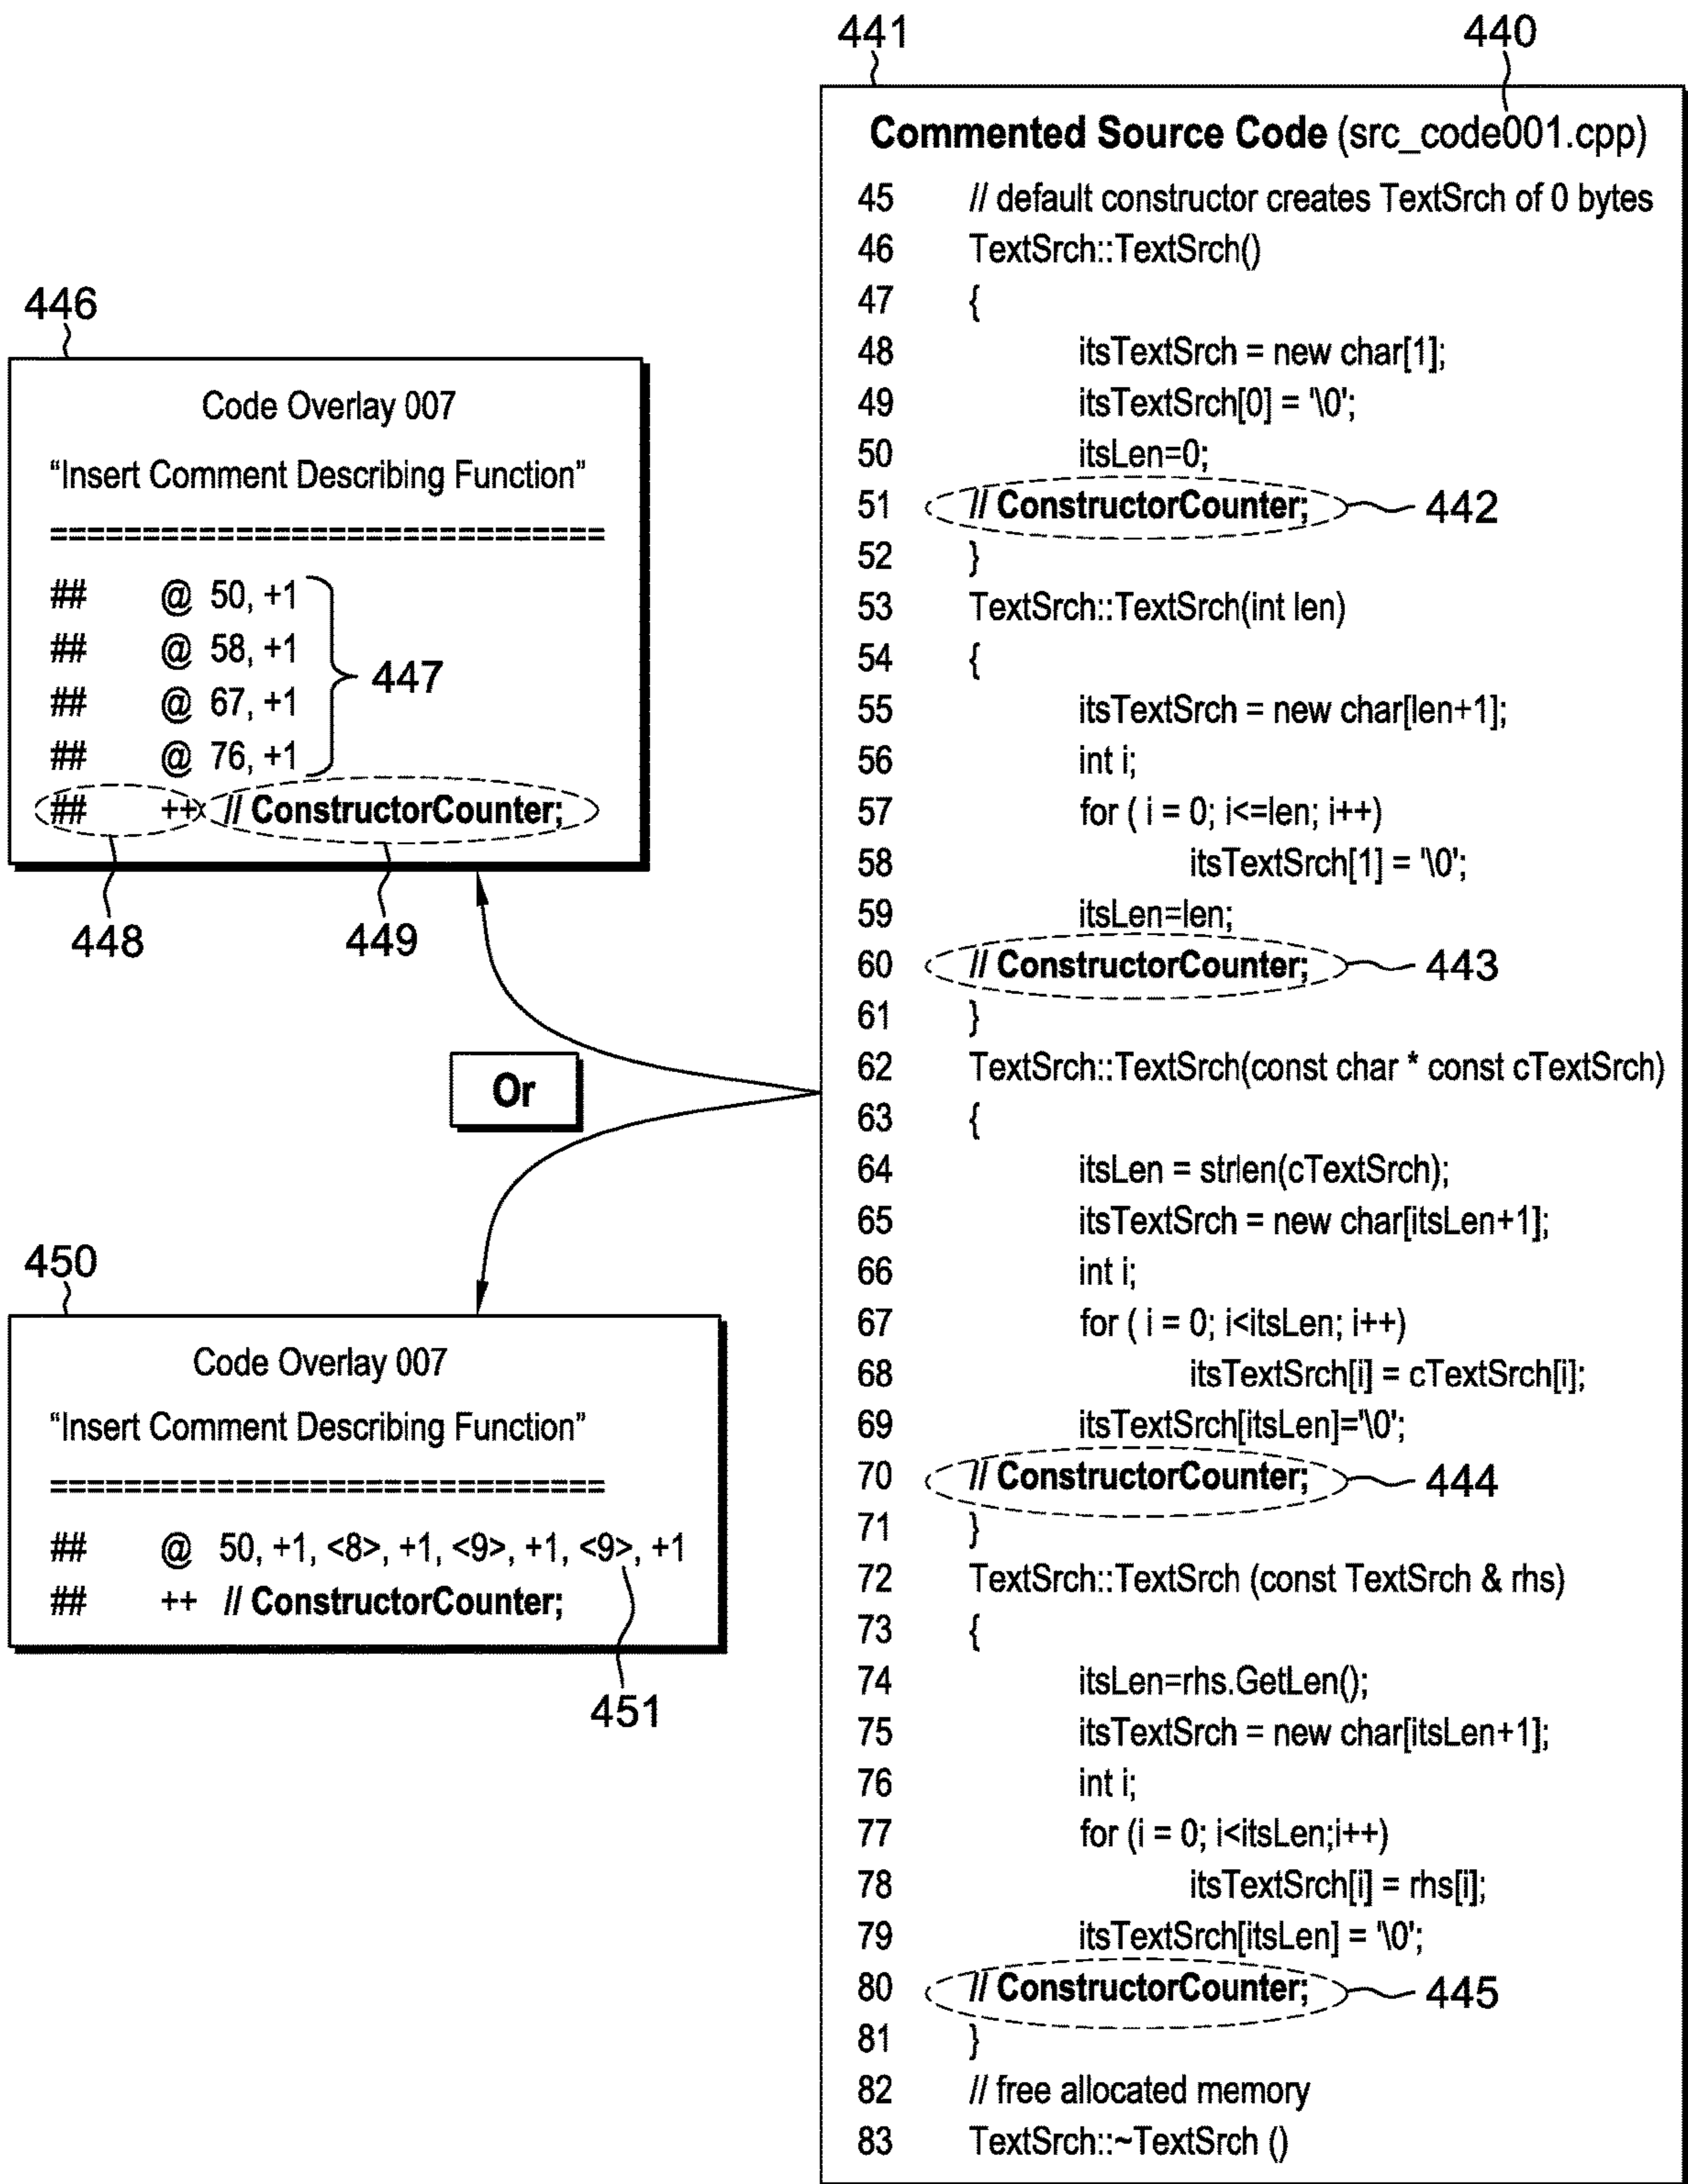 441
440
Commented Source Code (src_code001.cpp)
45 // default constructor creates TextSrch of 0 bytes
46 TextSrch::TextSrch()
47 {
48 itsTextSrch = new char[1];
49 itsTextSrch[0] = '\0';
50 itsLen=0;
51 // ConstructorCounter; 442
52 }
53 TextSrch::TextSrch(int len)
54 {
55 itsTextSrch = new char[len+1];
56 int i;
57 for ( i = 0; i<=len; i++)
58 itsTextSrch[1] = '\0';
59 itsLen=len;
60 // ConstructorCounter; 443
61 }
62 TextSrch::TextSrch(const char * const cTextSrch)
63 {
64 itsLen = strlen(cTextSrch);
65 itsTextSrch = new char[itsLen+1];
66 int i;
67 for ( i = 0; i<itsLen; i++)
68 itsTextSrch[i] = cTextSrch[i];
69 itsTextSrch[itsLen]='\0';
70 // ConstructorCounter; 444
71 }
72 TextSrch::TextSrch (const TextSrch & rhs)
73 {
74 itsLen=rhs.GetLen();
75 itsTextSrch = new char[itsLen+1];
76 int i;
77 for (i = 0; i<itsLen;i++)
78 itsTextSrch[i] = rhs[i];
79 itsTextSrch[itsLen] = '\0';
80 // ConstructorCounter; 445
81 }
82 // free allocated memory
83 TextSrch::~TextSrch ()
446
Code Overlay 007
“Insert Comment Describing Function”
==============================
## @ 50, +1
## @ 58, +1
## @ 67, +1
## @ 76, +1
447
## ++ // ConstructorCounter;
448 449
Or
450
Code Overlay 007
“Insert Comment Describing Function”
==============================
## @ 50, +1, <8>, +1, <9>, +1, <9>, +1
## ++ // ConstructorCounter;
451